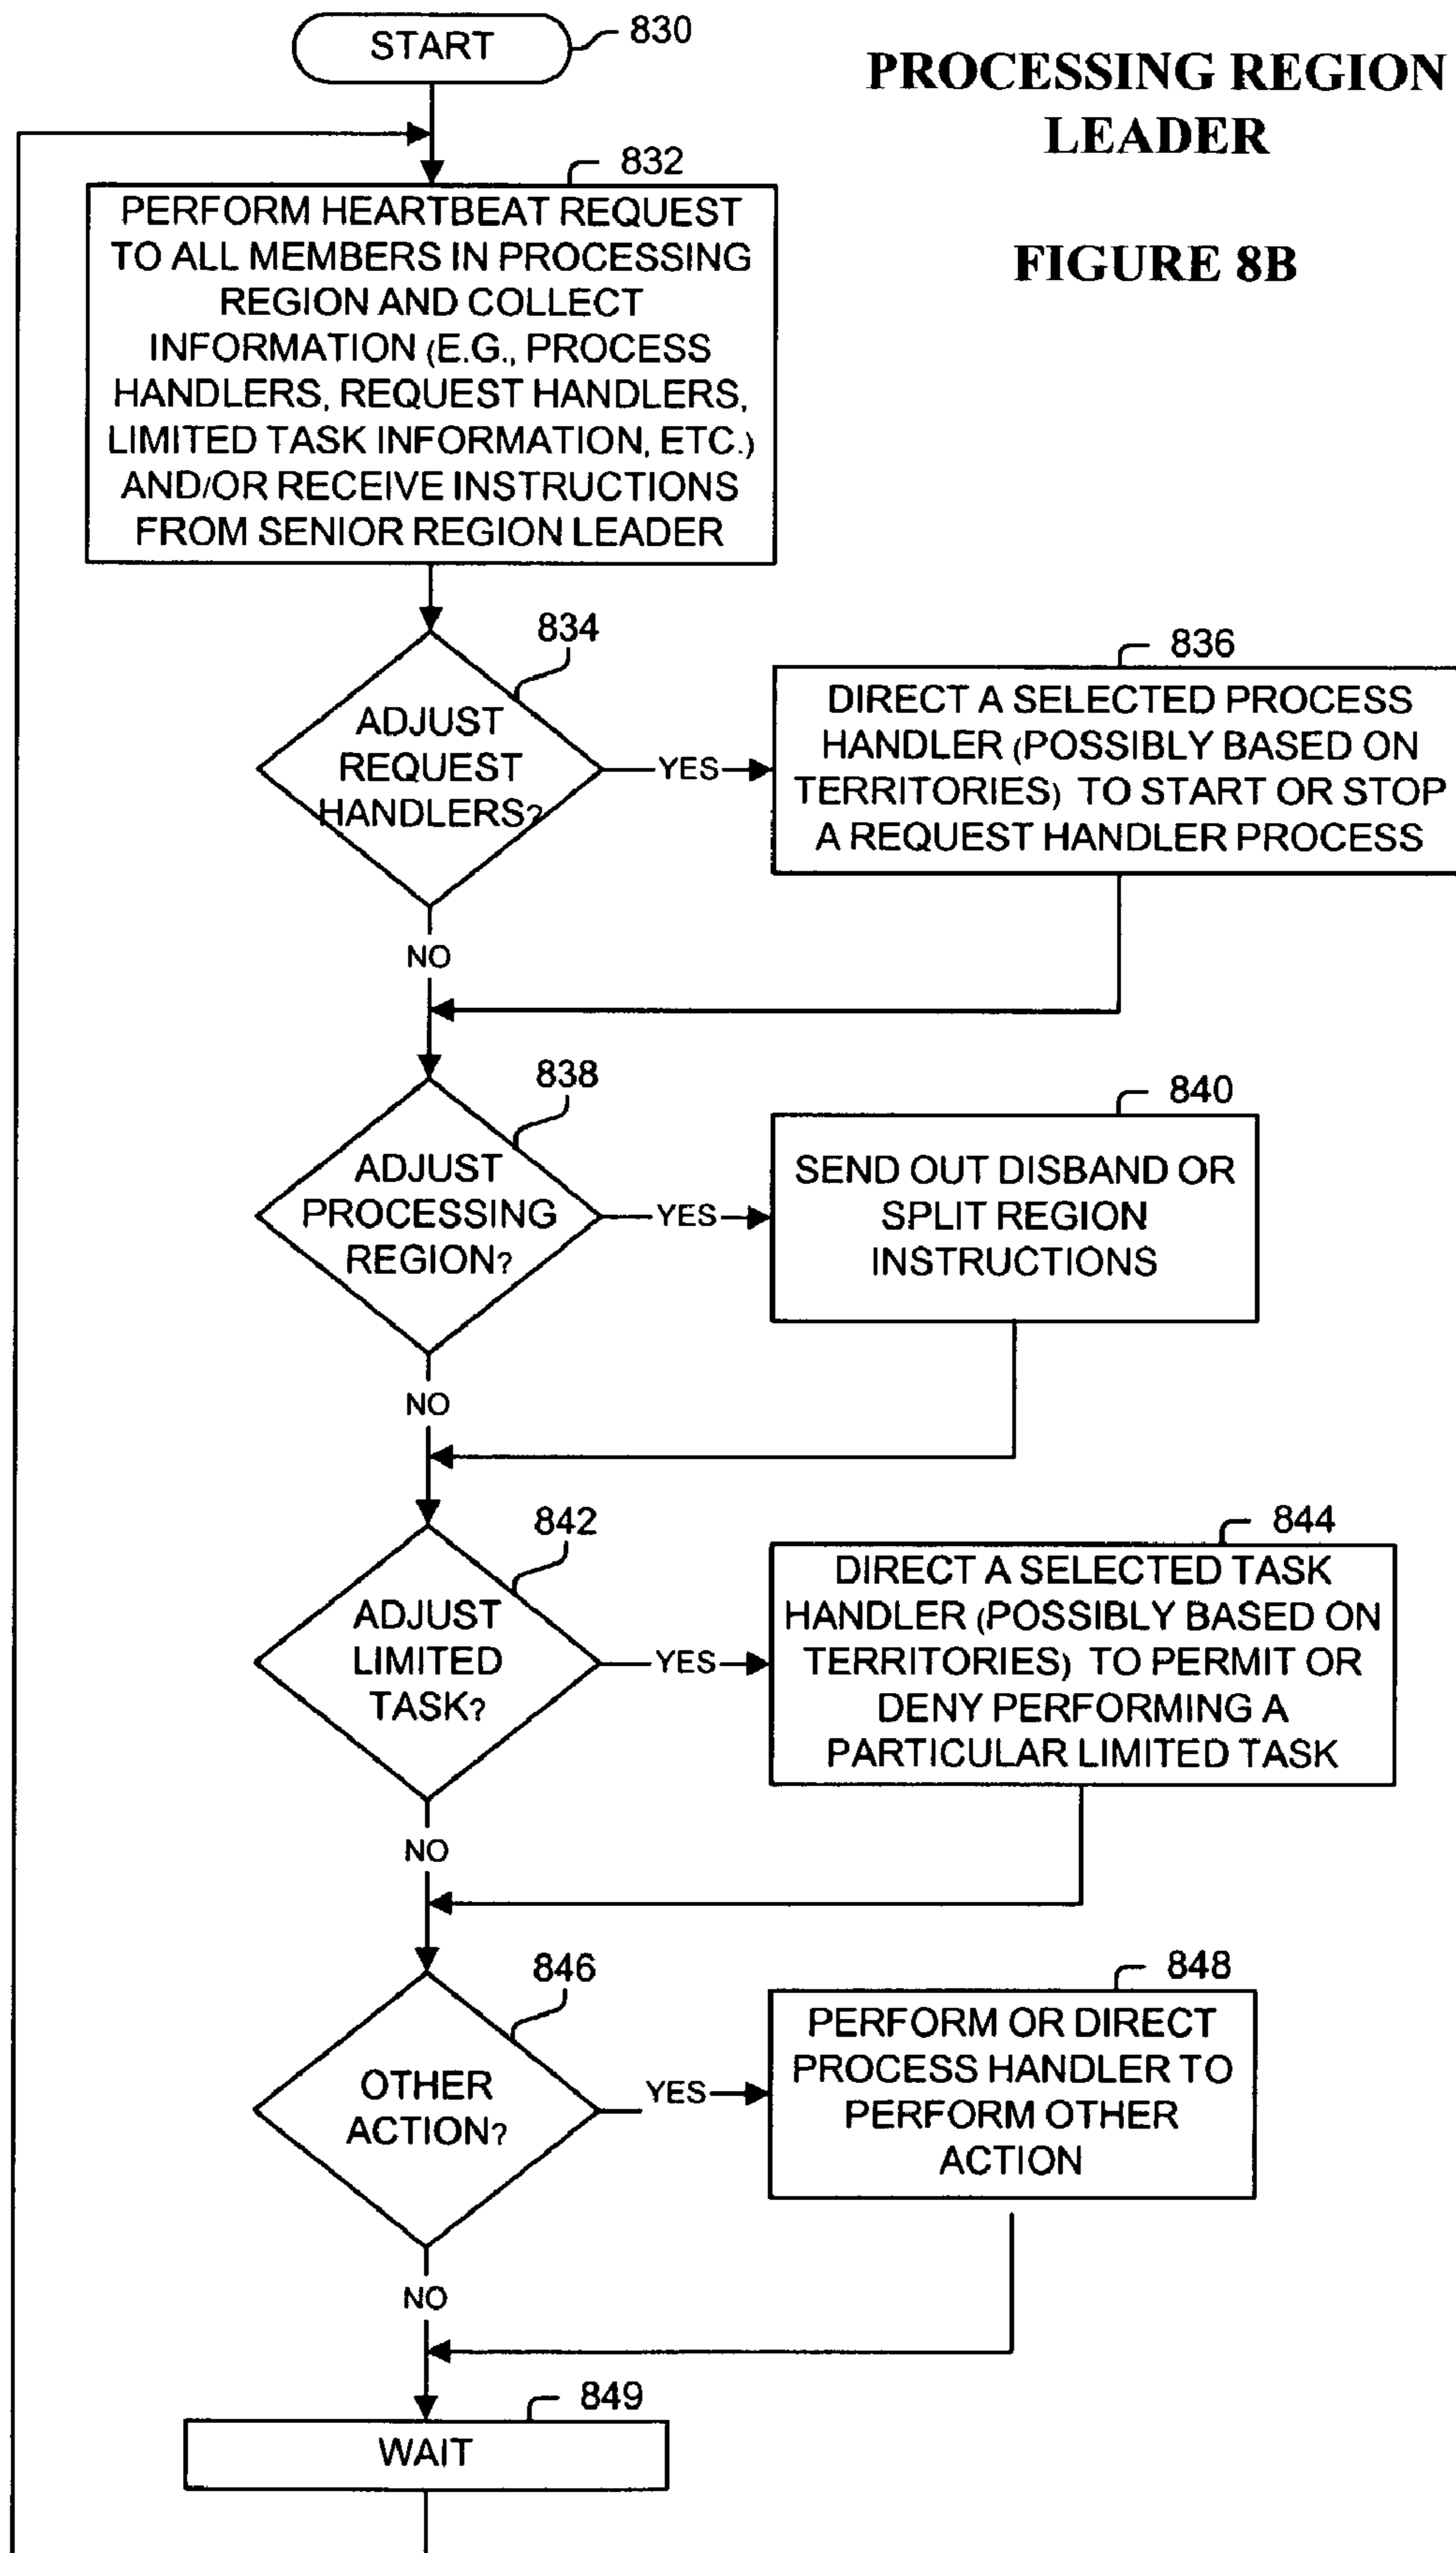 START
830
PROCESSING REGION
LEADER
FIGURE 8B
832
PERFORM HEARTBEAT REQUEST
TO ALL MEMBERS IN PROCESSING
REGION AND COLLECT
INFORMATION (E.G., PROCESS
HANDLERS, REQUEST HANDLERS,
LIMITED TASK INFORMATION, ETC.)
AND/OR RECEIVE INSTRUCTIONS
FROM SENIOR REGION LEADER
834
ADJUST
REQUEST
HANDLERS?
YES
836
DIRECT A SELECTED PROCESS
HANDLER (POSSIBLY BASED ON
TERRITORIES) TO START OR STOP
A REQUEST HANDLER PROCESS
NO
838
ADJUST
PROCESSING
REGION?
YES
840
SEND OUT DISBAND OR
SPLIT REGION
INSTRUCTIONS
NO
842
ADJUST
LIMITED
TASK?
YES
844
DIRECT A SELECTED TASK
HANDLER (POSSIBLY BASED ON
TERRITORIES) TO PERMIT OR
DENY PERFORMING A
PARTICULAR LIMITED TASK
NO
846
OTHER
ACTION?
YES
848
PERFORM OR DIRECT
PROCESS HANDLER TO
PERFORM OTHER
ACTION
NO
849
WAIT